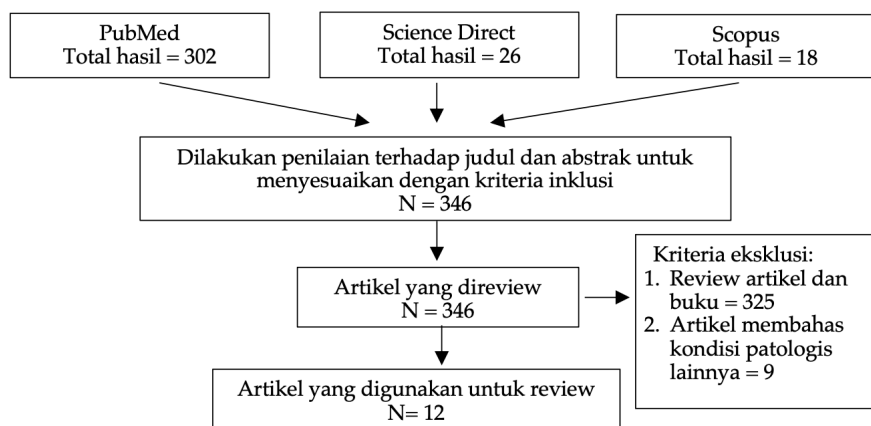 PubMed
Total hasil = 302
Science Direct
Total hasil = 26
Scopus
Total hasil = 18
Dilakukan penilaian terhadap judul dan abstrak untuk
menyesuaikan dengan kriteria inklusi
N = 346
Artikel yang direview
N = 346
Kriteria eksklusi:
1. Review artikel dan
buku = 325
2. Artikel membahas
kondisi patologis
lainnya = 9
Artikel yang digunakan untuk review
N= 12